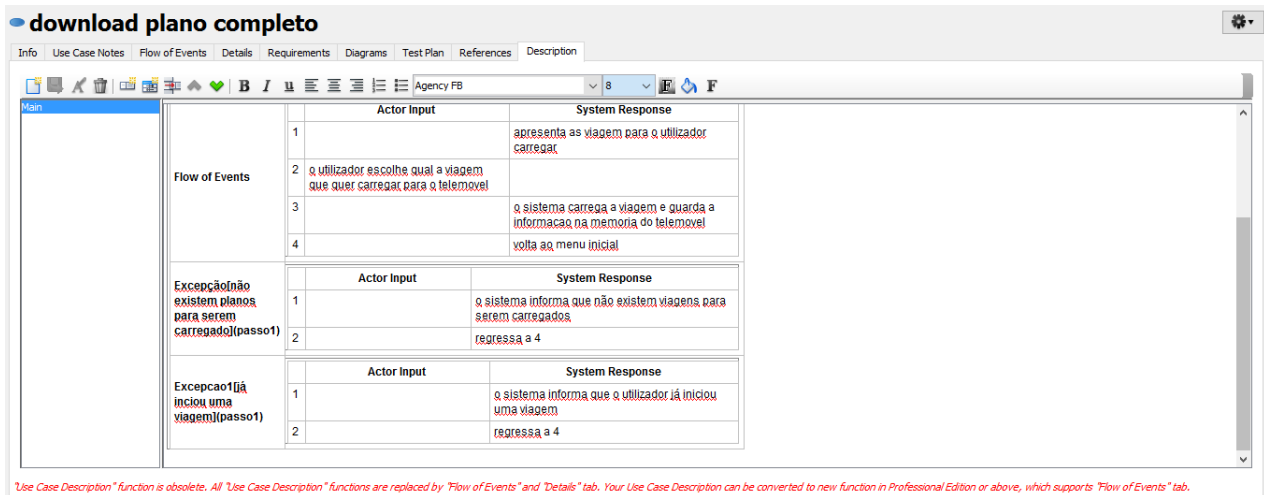 download plano completo
Info Use Case Notes Flow of Events Details Requirements Diagrams Test Plan References Description
B I u Agency FB 8 F F
Main
Actor Input System Response
Flow of Events
1 apresenta as viagem para o utilizador
carregar
2 o utilizador escolhe qual a viagem
que quer carregar para o telemovel
3 o sistema carrega a viagem e guarda a
informacao na memoria do telemovel
4 volta ao menu inicial
Excepção[não
existem planos
para serem
carregado](passo1)
Actor Input System Response
1 o sistema informa que não existem viagens para
serem carregados
2 regressa a 4
Excepcao1[já
inciou uma
viagem](passo1)
Actor Input System Response
1 o sistema informa que o utilizador já iniciou
uma viagem
2 regressa a 4
"Use Case Description" function is obsolete. All "Use Case Description" functions are replaced by "Flow of Events" and "Details" tab. Your Use Case Description can be converted to new function in Professional Edition or above, which supports "Flow of Events" tab.